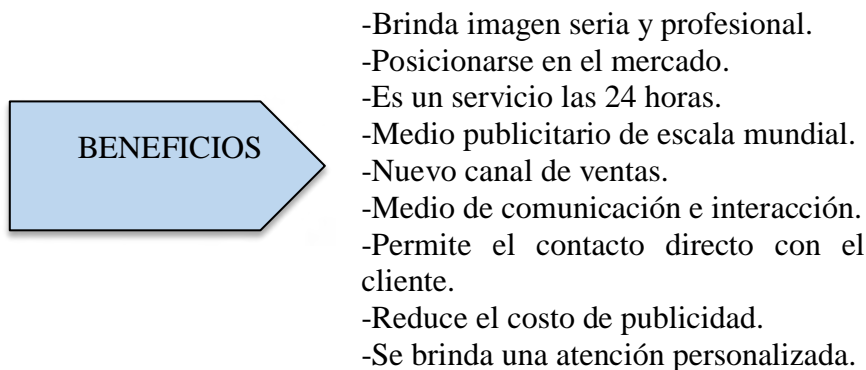 BENEFICIOS
-Brinda imagen seria y profesional.
-Posicionarse en el mercado.
-Es un servicio las 24 horas.
-Medio publicitario de escala mundial.
-Nuevo canal de ventas.
-Medio de comunicación e interacción.
-Permite el contacto directo con el
cliente.
-Reduce el costo de publicidad.
-Se brinda una atención personalizada.